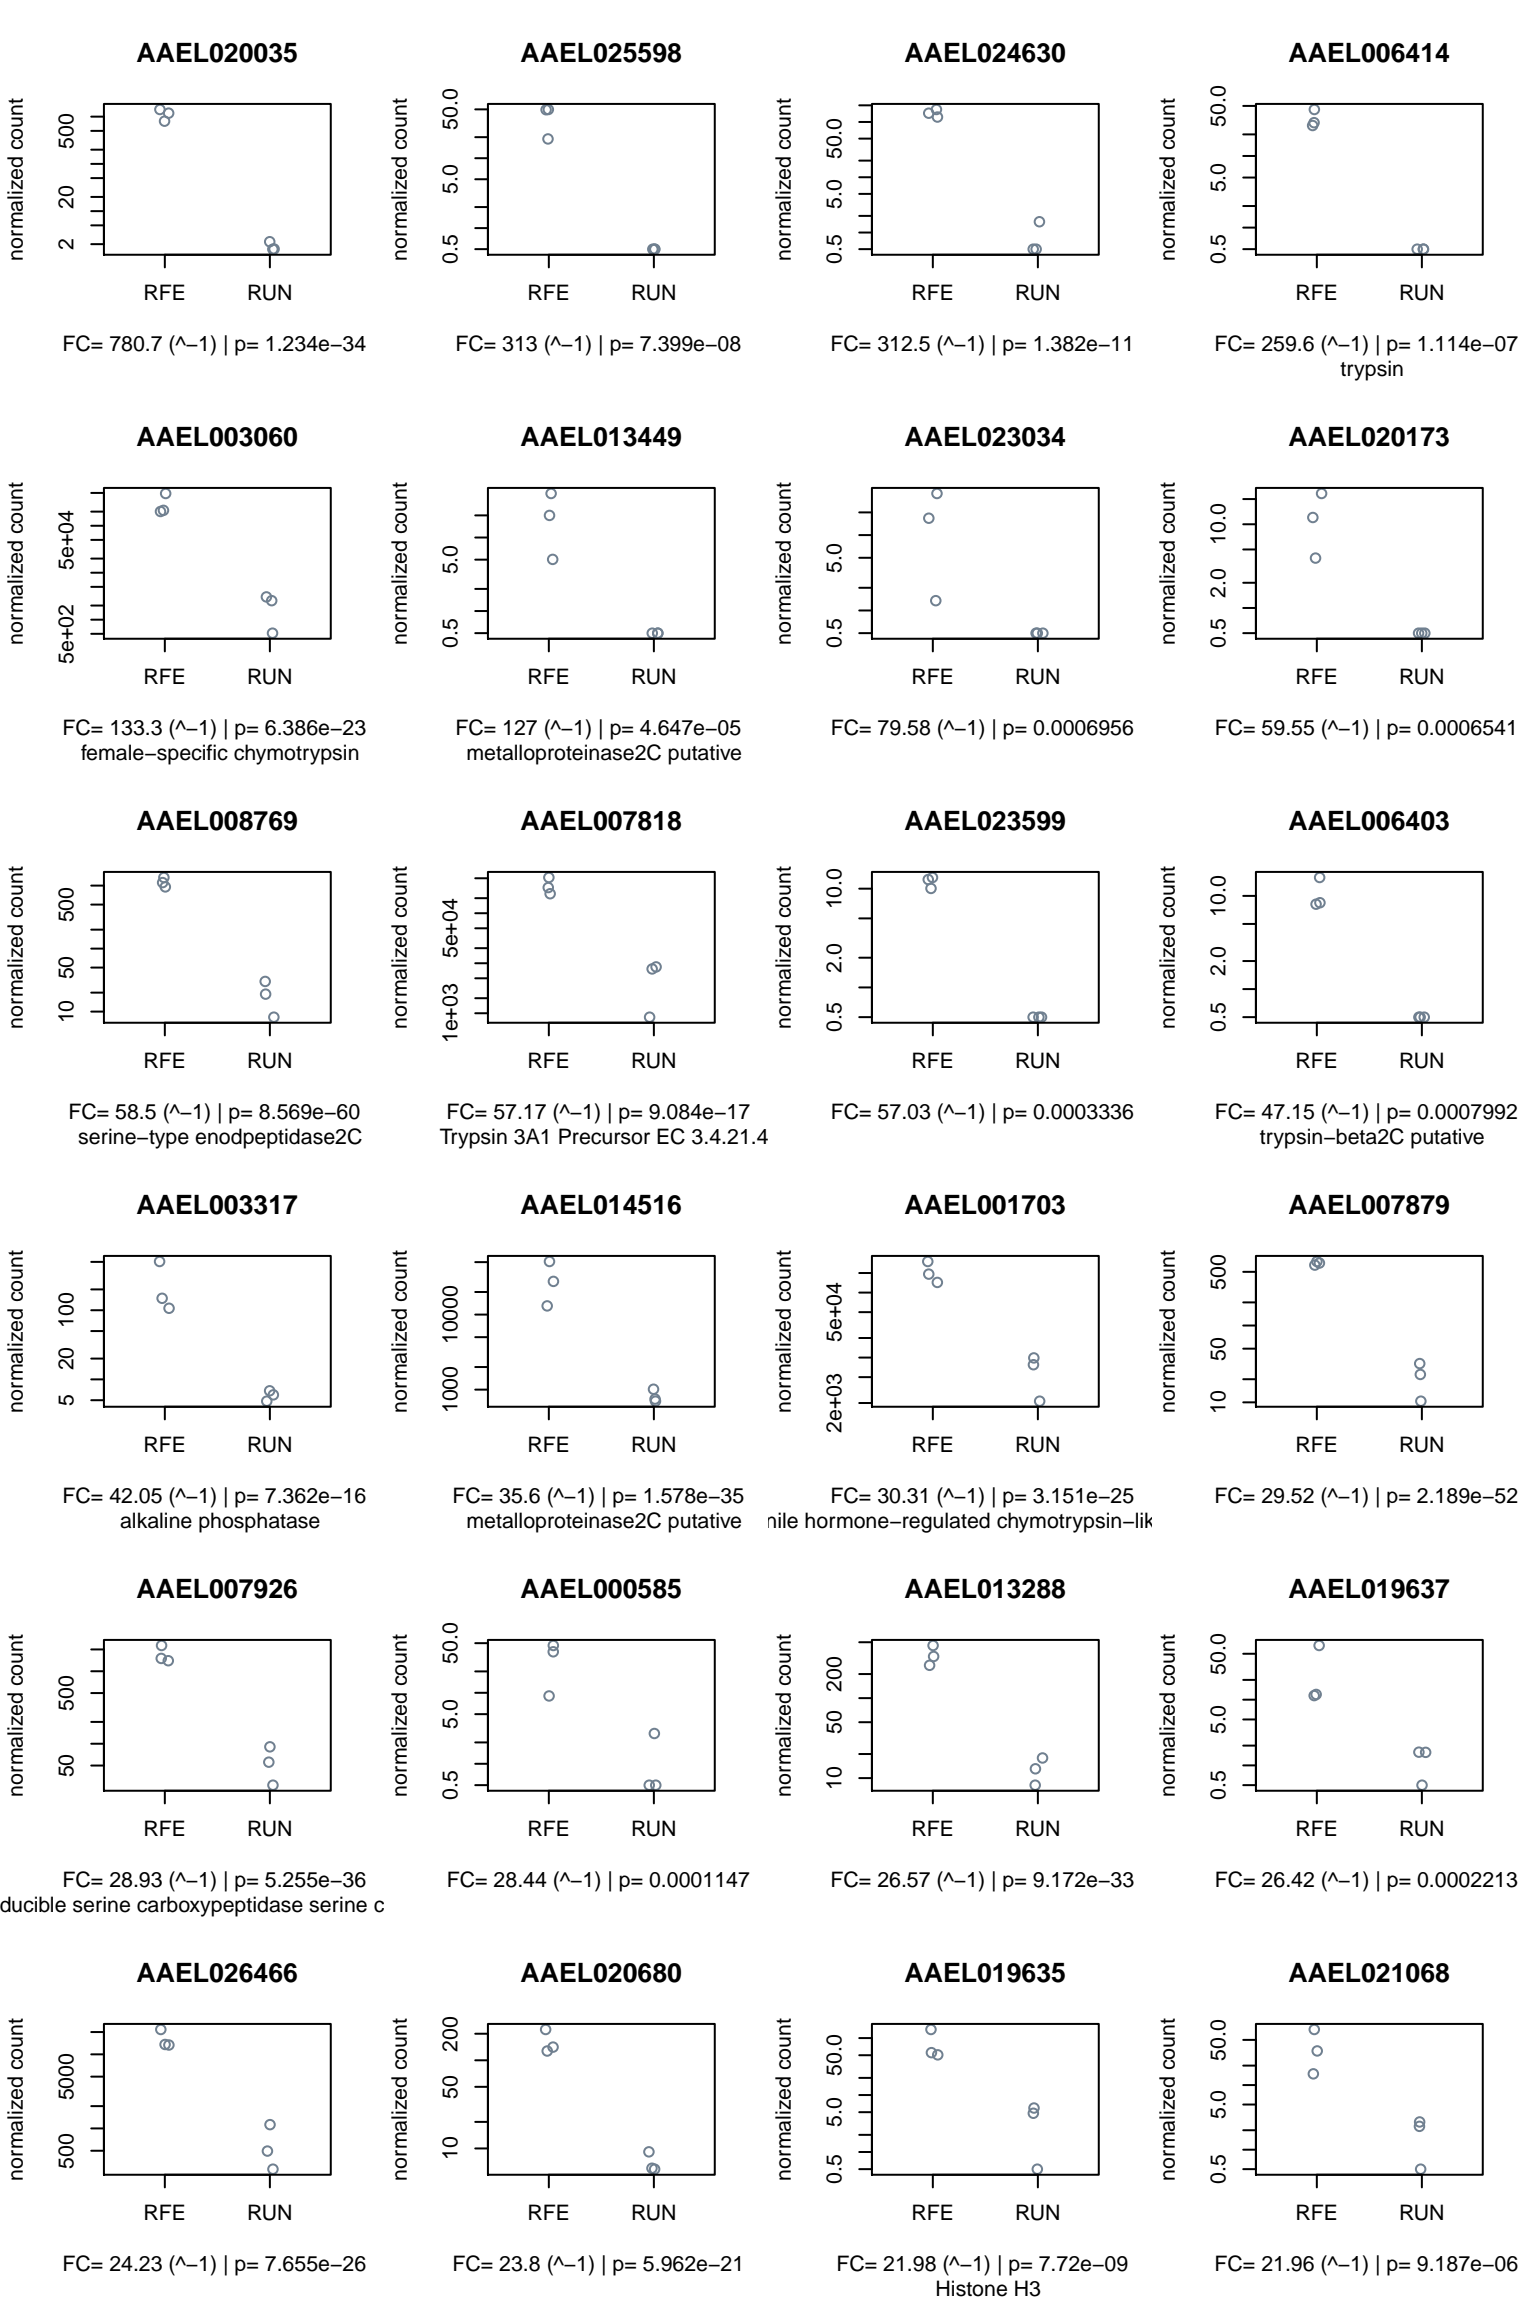 AAEL020035 AAEL025598 AAEL024630 AAEL006414
normalized count normalized count normalized count normalized count
2 20 500 0.5 5.0 50.0 0.5 5.0 50.0 0.5 5.0 50.0
RFE RUN RFE RUN RFE RUN RFE RUN
FC= 780.7 (^−1) | p= 1.234e−34 FC= 313 (^−1) | p= 7.399e−08 FC= 312.5 (^−1) | p= 1.382e−11 FC= 259.6 (^−1) | p= 1.114e−07
trypsin
AAEL003060 AAEL013449 AAEL023034 AAEL020173
normalized count normalized count normalized count normalized count
5e+02 5e+04 0.5 5.0 0.5 5.0 0.5 2.0 10.0
RFE RUN RFE RUN RFE RUN RFE RUN
FC= 133.3 (^−1) | p= 6.386e−23 FC= 127 (^−1) | p= 4.647e−05 FC= 79.58 (^−1) | p= 0.0006956 FC= 59.55 (^−1) | p= 0.0006541
female−specific chymotrypsin metalloproteinase2C putative
AAEL008769 AAEL007818 AAEL023599 AAEL006403
normalized count normalized count normalized count normalized count
10 50 500 1e+03 5e+04 0.5 2.0 10.0 0.5 2.0 10.0
RFE RUN RFE RUN RFE RUN RFE RUN
FC= 58.5 (^−1) | p= 8.569e−60 FC= 57.17 (^−1) | p= 9.084e−17 FC= 57.03 (^−1) | p= 0.0003336 FC= 47.15 (^−1) | p= 0.0007992
serine−type enodpeptidase2C Trypsin 3A1 Precursor EC 3.4.21.4 trypsin−beta2C putative
AAEL003317 AAEL014516 AAEL001703 AAEL007879
normalized count normalized count normalized count normalized count
5 20 100 1000 10000 2e+03 5e+04 10 50 500
RFE RUN RFE RUN RFE RUN RFE RUN
FC= 42.05 (^−1) | p= 7.362e−16 FC= 35.6 (^−1) | p= 1.578e−35 FC= 30.31 (^−1) | p= 3.151e−25 FC= 29.52 (^−1) | p= 2.189e−52
alkaline phosphatase metalloproteinase2C putative nile hormone−regulated chymotrypsin−lik
AAEL007926 AAEL000585 AAEL013288 AAEL019637
normalized count normalized count normalized count normalized count
50 500 0.5 5.0 50.0 10 50 200 0.5 5.0 50.0
RFE RUN RFE RUN RFE RUN RFE RUN
FC= 28.93 (^−1) | p= 5.255e−36 FC= 28.44 (^−1) | p= 0.0001147 FC= 26.57 (^−1) | p= 9.172e−33 FC= 26.42 (^−1) | p= 0.0002213
ducible serine carboxypeptidase serine c
AAEL026466 AAEL020680 AAEL019635 AAEL021068
normalized count normalized count normalized count normalized count
500 5000 10 50 200 0.5 5.0 50.0 0.5 5.0 50.0
RFE RUN RFE RUN RFE RUN RFE RUN
FC= 24.23 (^−1) | p= 7.655e−26 FC= 23.8 (^−1) | p= 5.962e−21 FC= 21.98 (^−1) | p= 7.72e−09 FC= 21.96 (^−1) | p= 9.187e−06
Histone H3